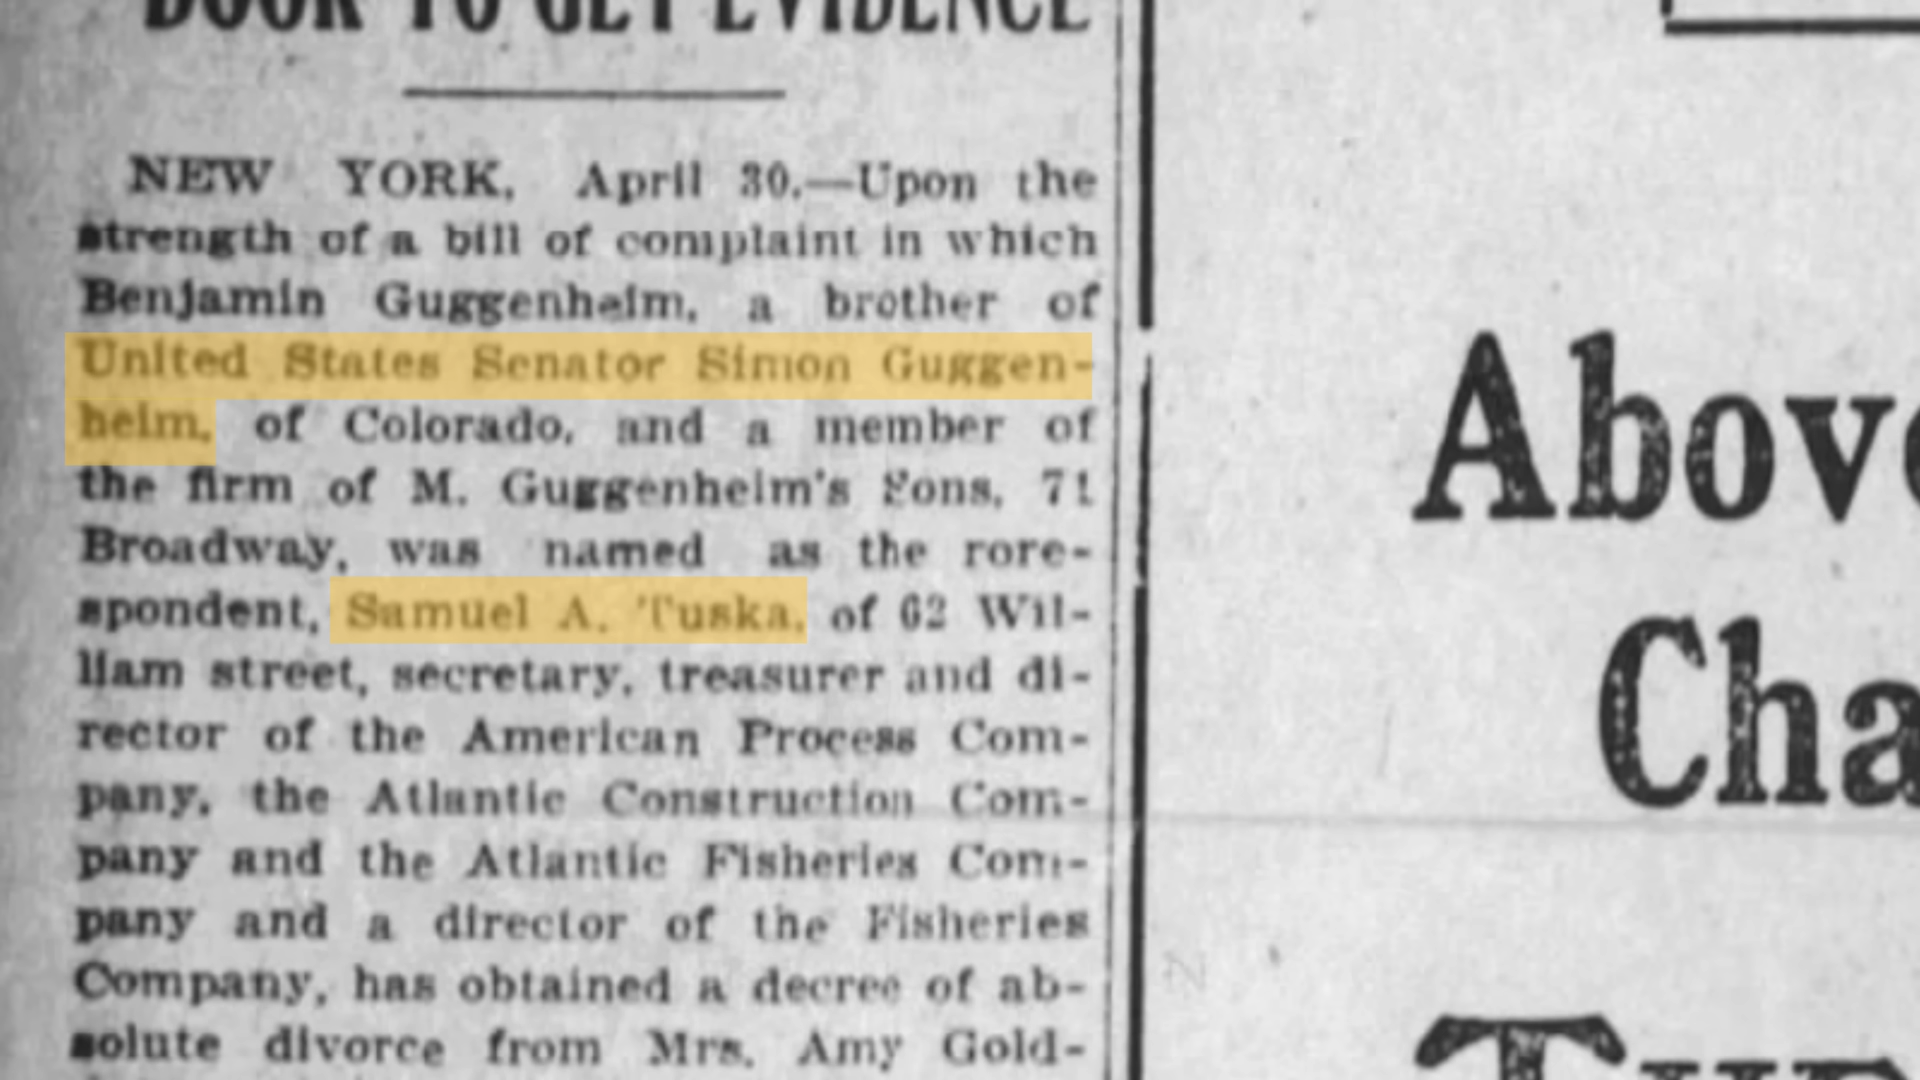 DOOR TO GET EVIDENCE
NEW YORK, April 30.—Upon the
strength of a bill of complaint in which
Benjamin Guggenheim, a brother of
United States Senator Simon Guggen-
heim, of Colorado, and a member of
the firm of M. Guggenheim's Sons, 71
Broadway, was named as the rore-
spondent, Samuel A. Tuska, of 62 Wil-
liam street, secretary, treasurer and di-
rector of the American Process Com-
pany, the Atlantic Construction Com-
pany and the Atlantic Fisheries Com-
pany and a director of the Fisheries
Company, has obtained a decree of ab-
solute divorce from Mrs. Amy Gold-
Above
Cha